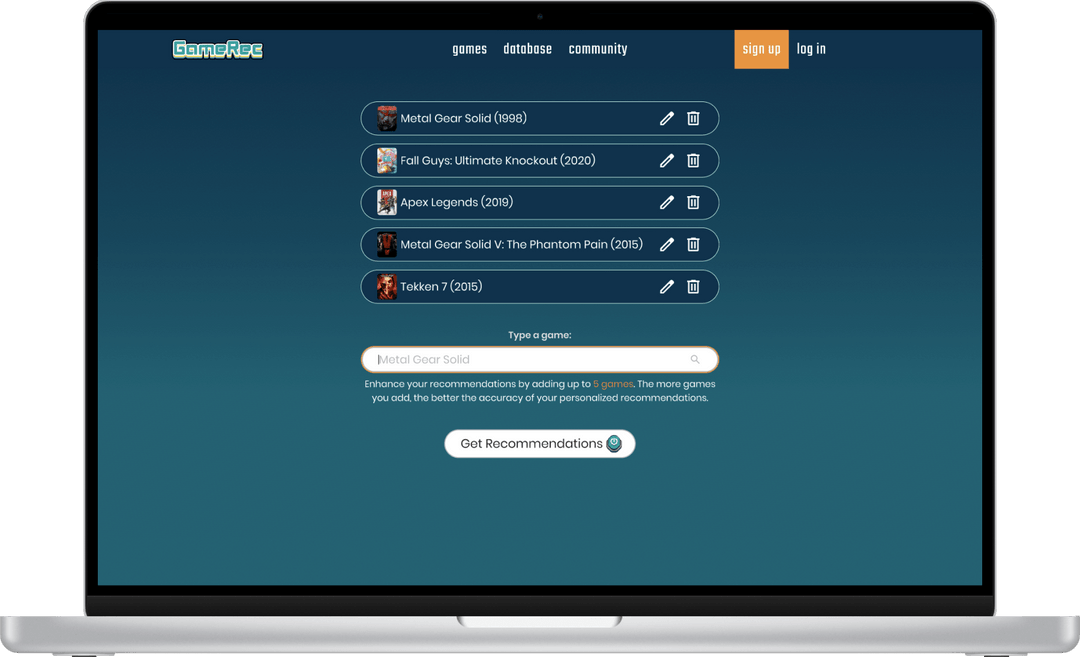 GameRec
games database community
sign up log in
Metal Gear Solid (1998)
Fall Guys: Ultimate Knockout (2020)
Apex Legends (2019)
Metal Gear Solid V: The Phantom Pain (2015)
Tekken 7 (2015)
Type a game:
Metal Gear Solid
Enhance your recommendations by adding up to 5 games. The more games
you add, the better the accuracy of your personalized recommendations.
Get Recommendations